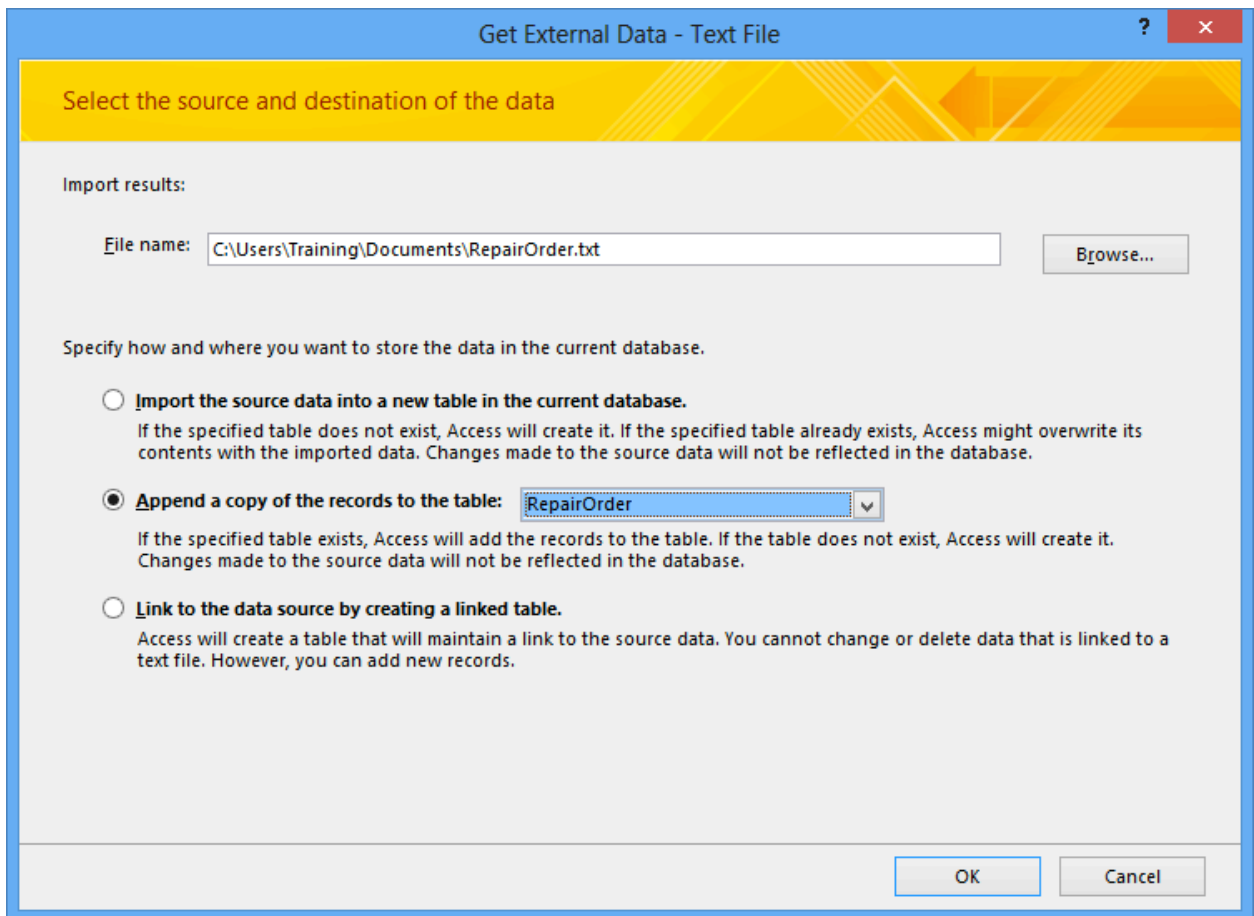 Get External Data - Text File
?
Select the source and destination of the data
Import results:
File name: C:\Users\Training\Documents\RepairOrder.txt Browse...
Specify how and where you want to store the data in the current database.
Import the source data into a new table in the current database.
If the specified table does not exist, Access will create it. If the specified table already exists, Access might overwrite its
contents with the imported data. Changes made to the source data will not be reflected in the database.
Append a copy of the records to the table: RepairOrder
If the specified table exists, Access will add the records to the table. If the table does not exist, Access will create it.
Changes made to the source data will not be reflected in the database.
Link to the data source by creating a linked table.
Access will create a table that will maintain a link to the source data. You cannot change or delete data that is linked to a
text file. However, you can add new records.
OK Cancel